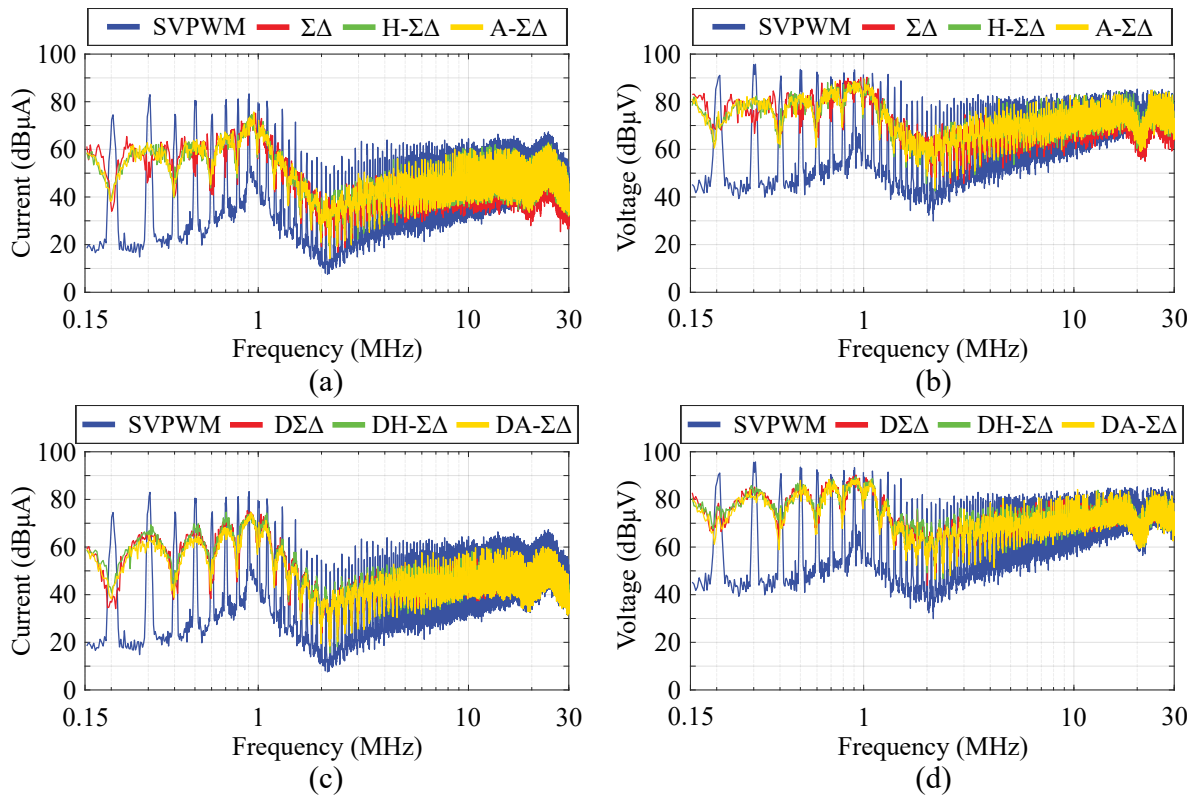 SVPWM ΣΔ H-ΣΔ A-ΣΔ
100
80
60
40
20
0
Current (dBµA)
0.15 1 10 30
Frequency (MHz)
(a)
SVPWM ΣΔ H-ΣΔ A-ΣΔ
100
80
60
40
20
0
Voltage (dBµV)
0.15 1 10 30
Frequency (MHz)
(b)
SVPWM DΣΔ DH-ΣΔ DA-ΣΔ
100
80
60
40
20
0
Current (dBµA)
0.15 1 10 30
Frequency (MHz)
(c)
SVPWM DΣΔ DH-ΣΔ DA-ΣΔ
100
80
60
40
20
0
Voltage (dBµV)
0.15 1 10 30
Frequency (MHz)
(d)